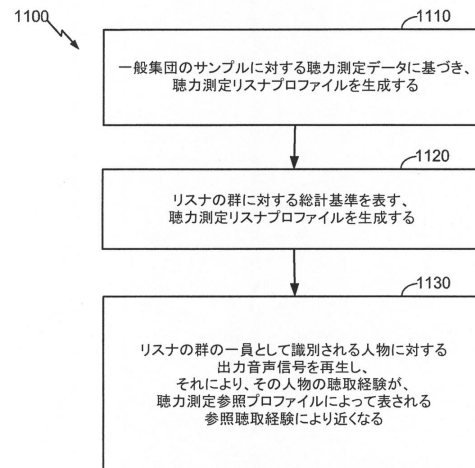 1100
1110
一般集団のサンプルに対する聴力測定データに基づき、
聴力測定リスナプロファイルを生成する
1120
リスナの群に対する総計基準を表す、
聴力測定リスナプロファイルを生成する
1130
リスナの群の一員として識別される人物に対する
出力音声信号を再生し、
それにより、その人物の聴取経験が、
聴力測定参照プロファイルによって表される
参照聴取経験により近くなる